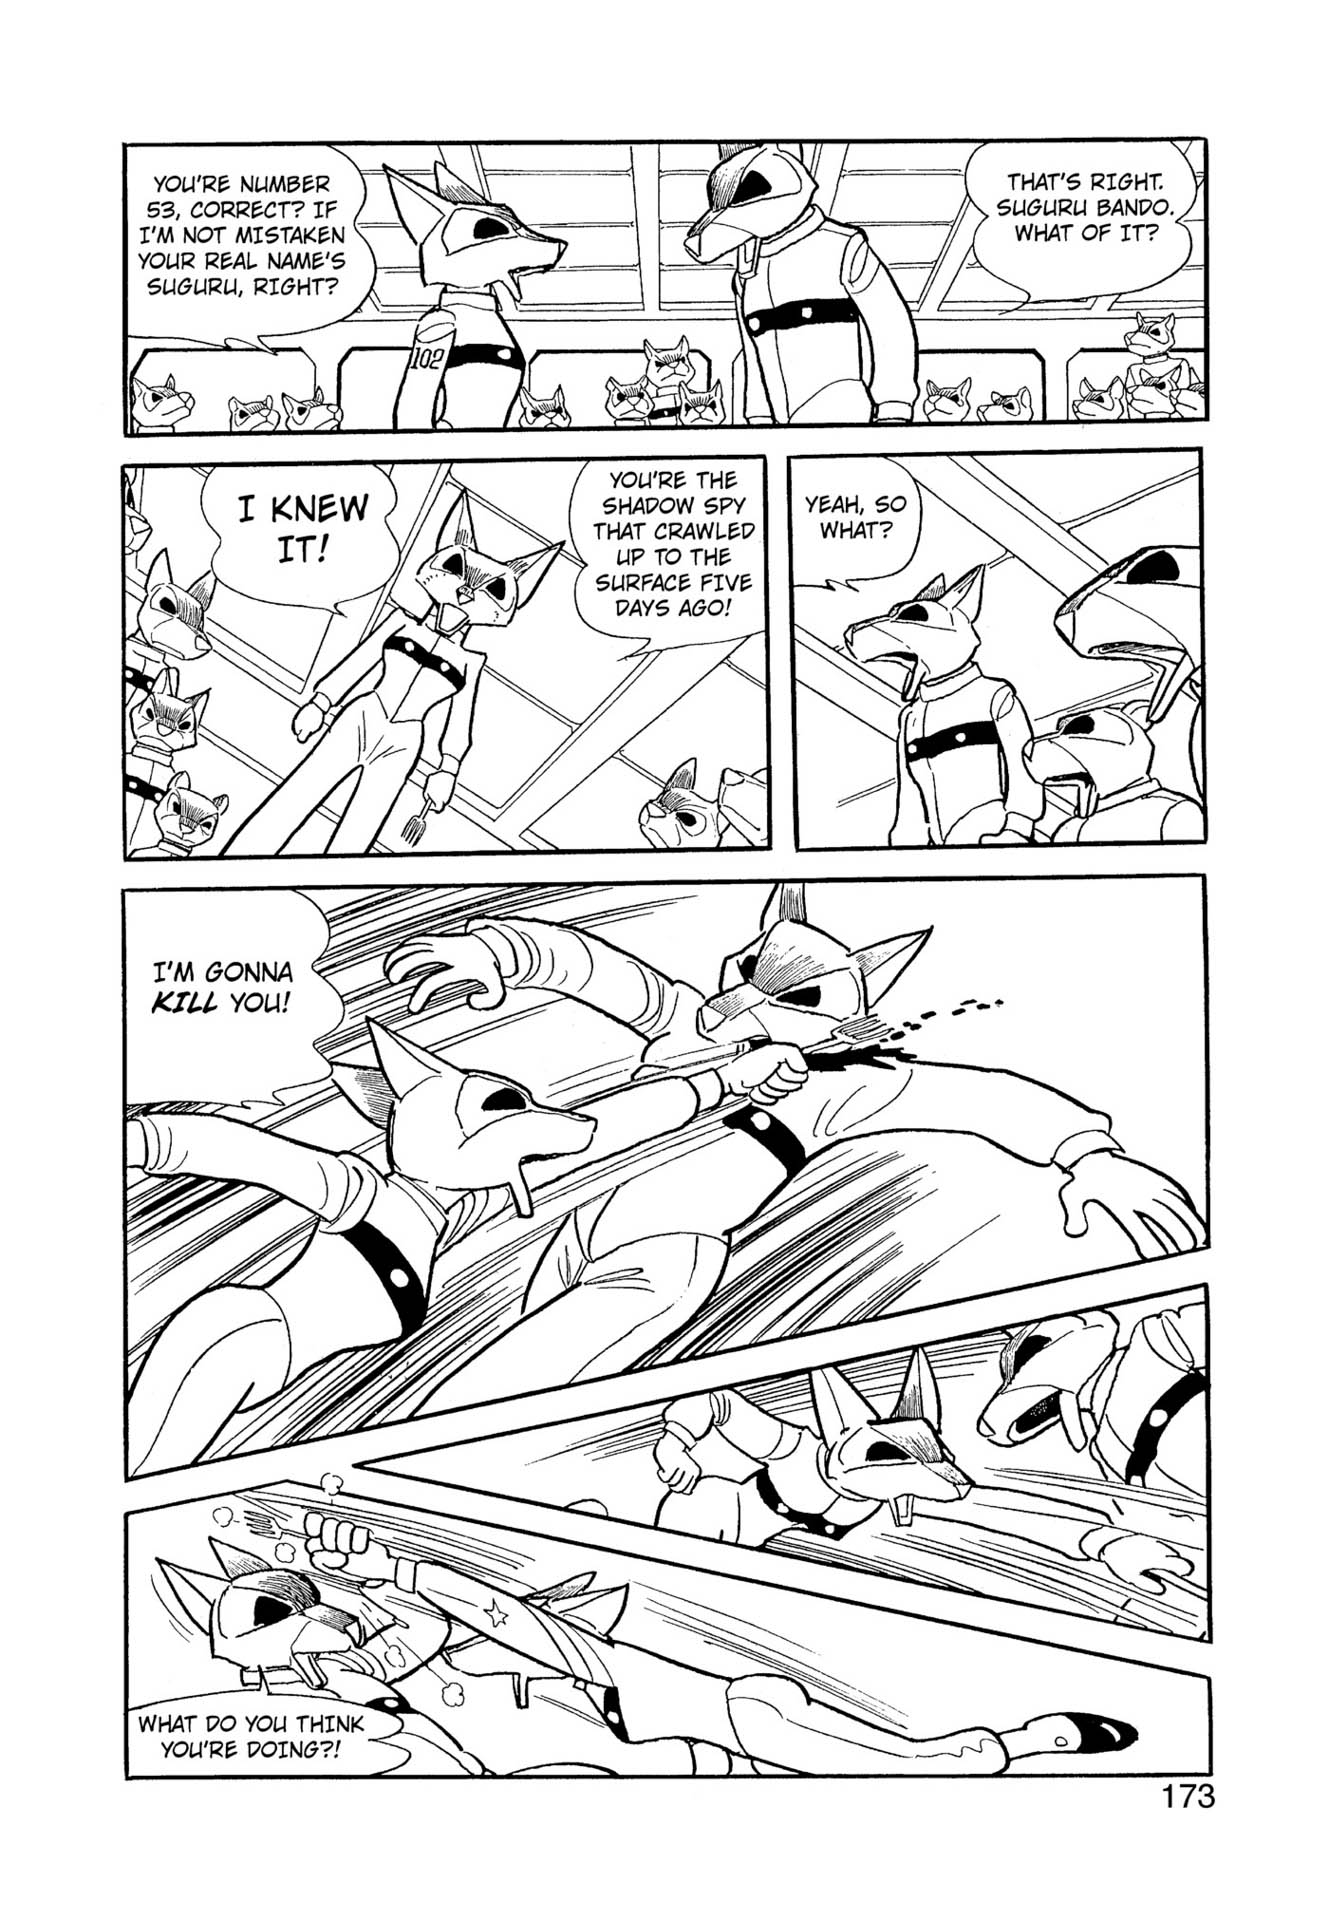 YOU'RE NUMBER
53, CORRECT? IF
I'M NOT MISTAKEN
YOUR REAL NAME'S
SUGURU, RIGHT?
THAT'S RIGHT.
SUGURU BANDO.
WHAT OF IT?
102
I KNEW
IT!
YOU'RE THE
SHADOW SPY
THAT CRAWLED
UP TO THE
SURFACE FIVE
DAYS AGO!
YEAH, SO
WHAT?
I'M GONNA
KILL YOU!
WHAT DO YOU THINK
YOU'RE DOING?!
173